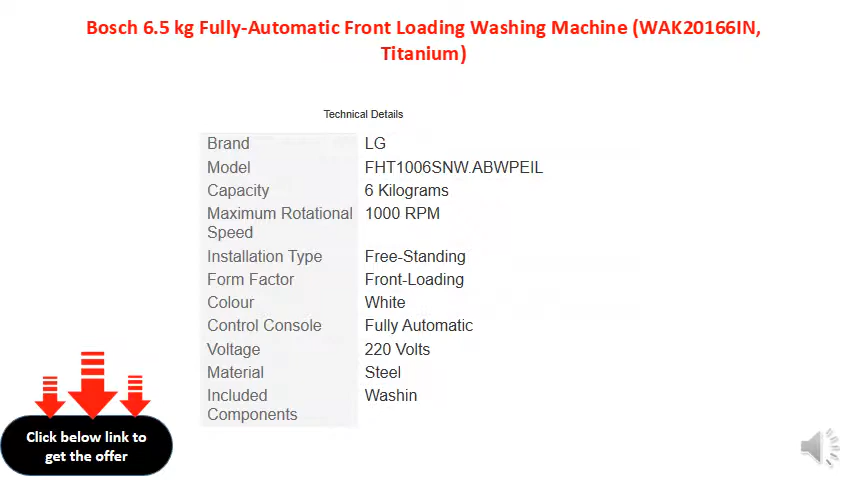 Bosch 6.5 kg Fully-Automatic Front Loading Washing Machine (WAK20166IN,
Titanium)
Technical Details
Brand LG
Model FHT1006SNW.ABWPEIL
Capacity 6 Kilograms
Maximum Rotational 1000 RPM
Speed
Installation Type Free-Standing
Form Factor Front-Loading
Colour White
Control Console Fully Automatic
Voltage 220 Volts
Material Steel
Included Washin
Components
Click below link to
get the offer